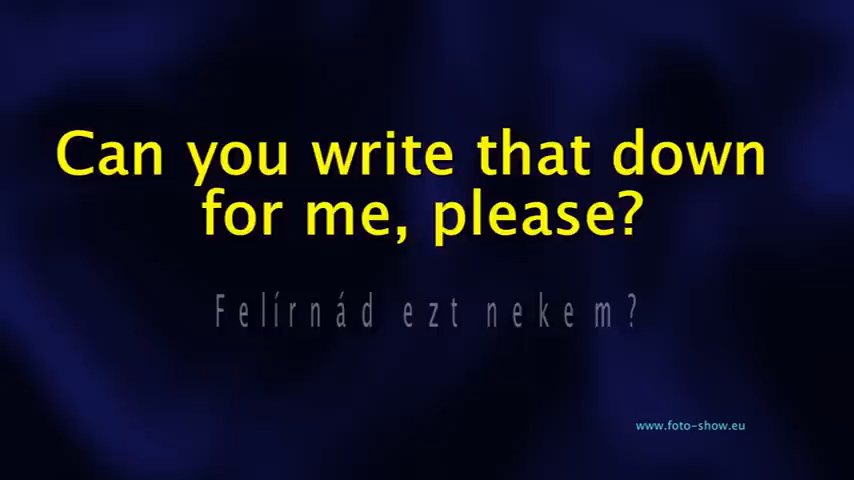 Can you write that down
for me, please?
Felírnád ezt nekem?
www.foto-show.eu